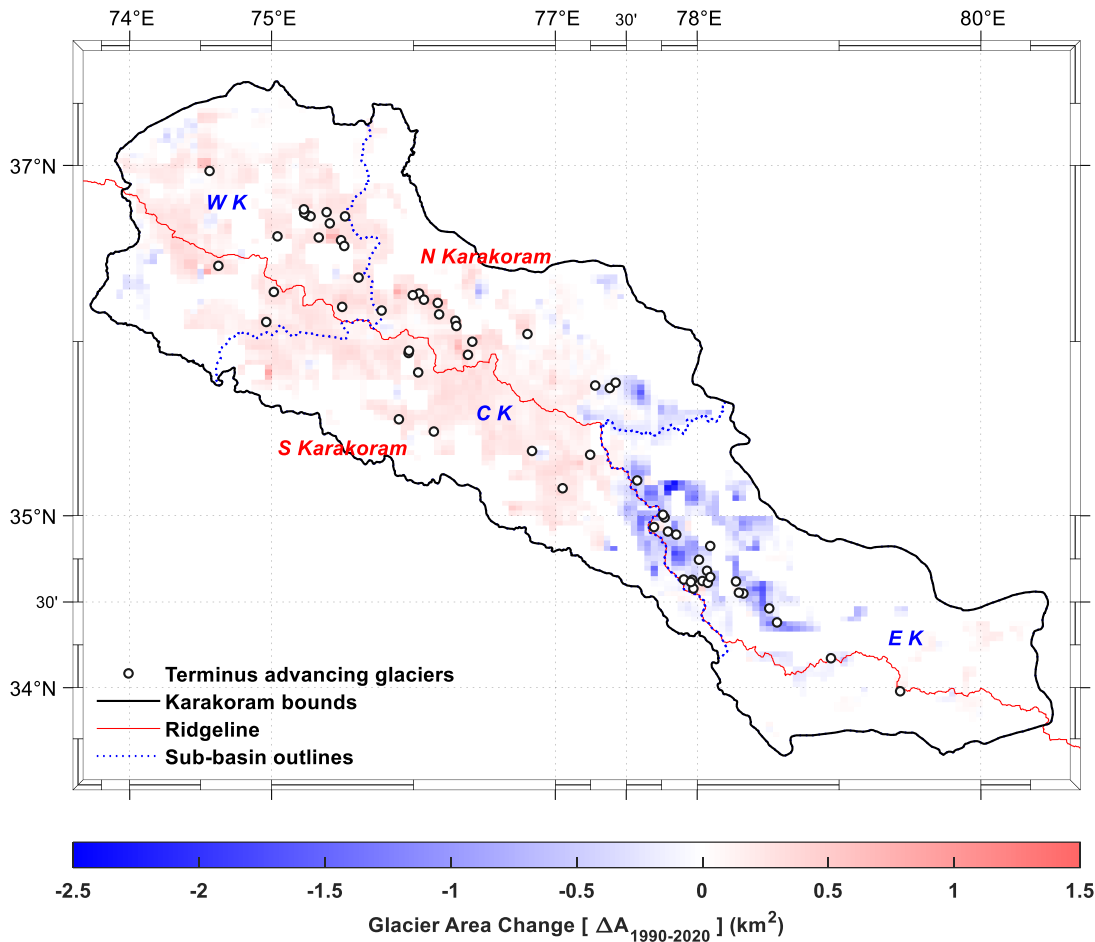 74°E 75°E 77°E 30' 78°E 80°E
37°N
W K
N Karakoram
C K
S Karakoram
35°N
30'
E K
34°N
Terminus advancing glaciers
Karakoram bounds
Ridgeline
Sub-basin outlines
-2.5 -2 -1.5 -1 -0.5 0 0.5 1 1.5
Glacier Area Change [ ΔA1990-2020 ] (km²)